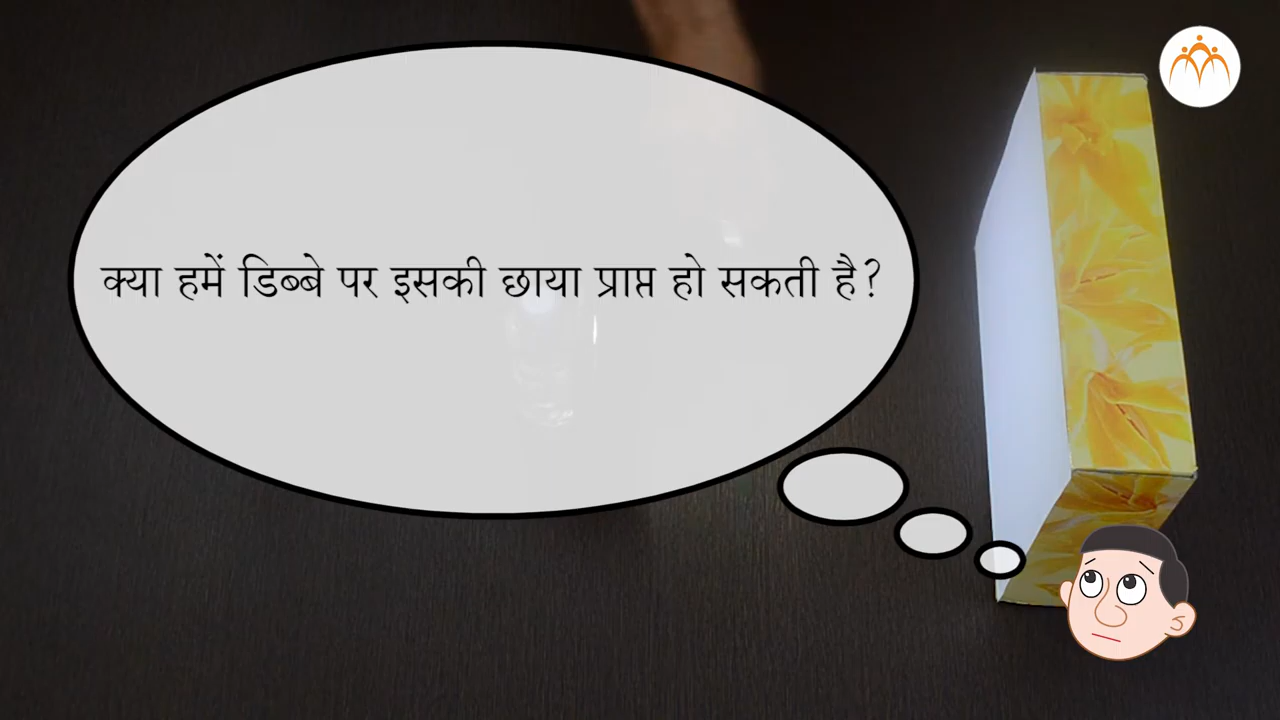 क्या हमें डिब्बे पर इसकी छाया प्राप्त हो सकती है?